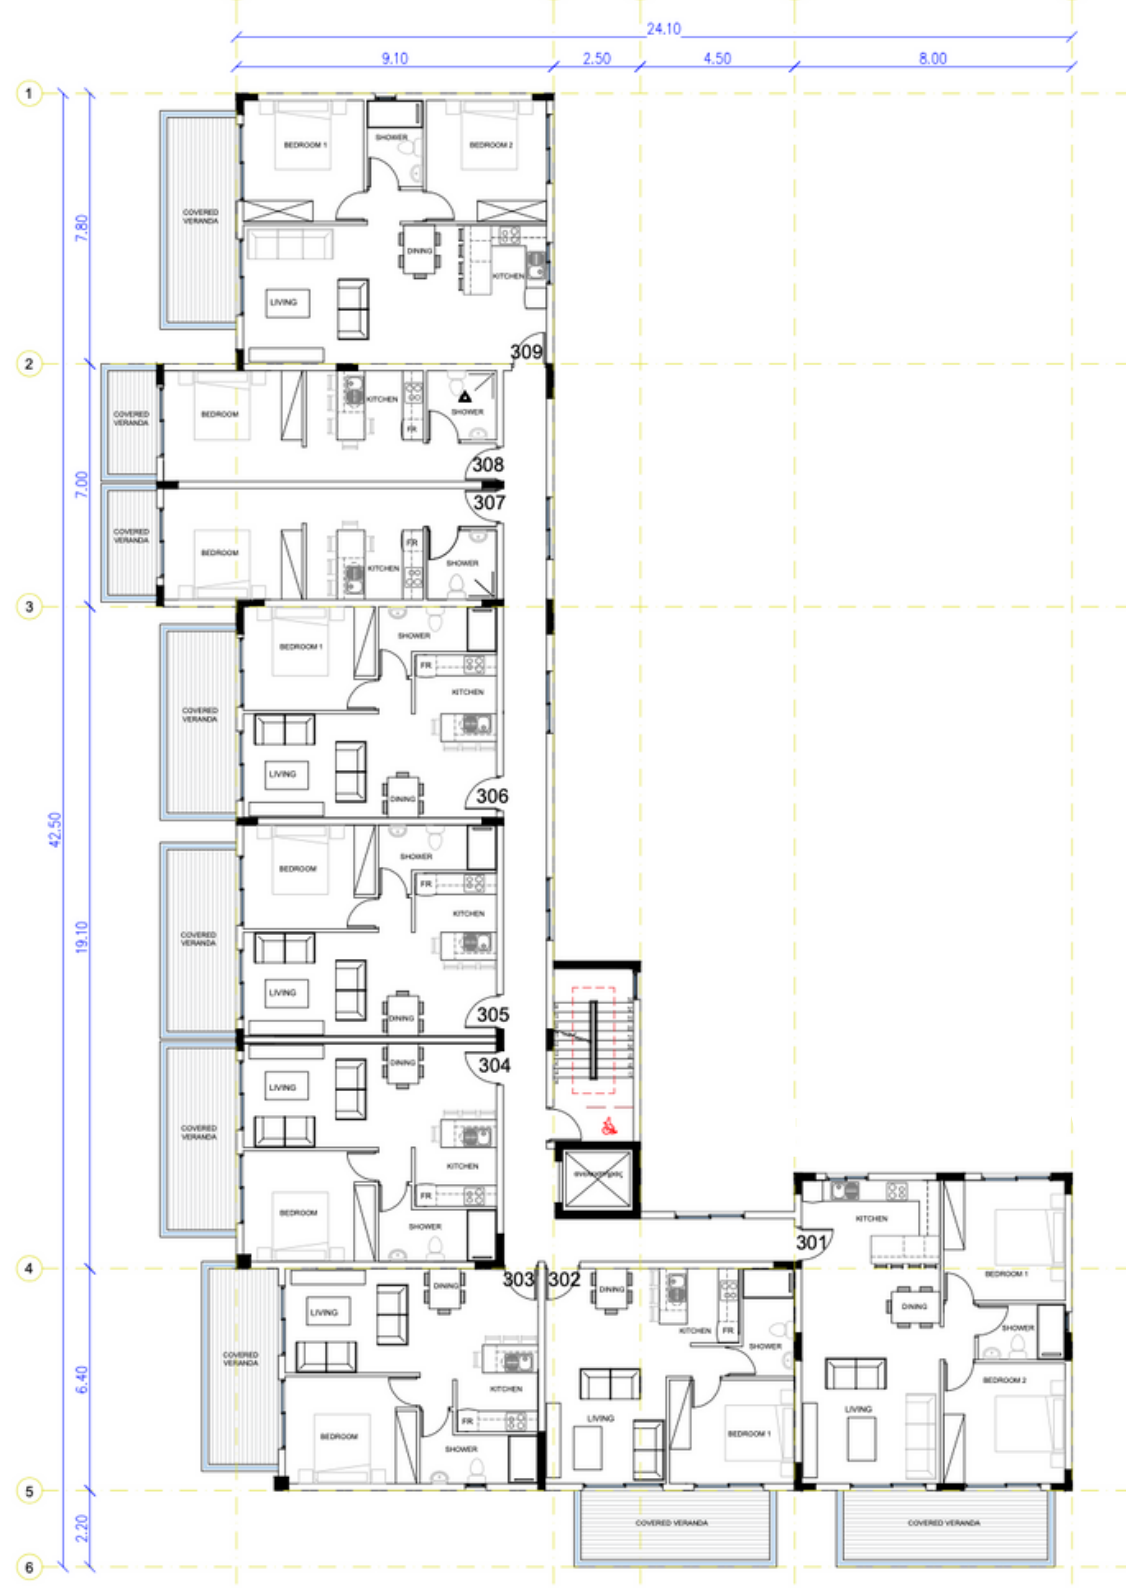 24.10
9.10
2.50
4.50
8.00
1
BEDROOM 1
SHOWER
BEDROOM 2
COVERED
VERANDA
7.80
DINING
KITCHEN
LIVING
309
2
COVERED
VERANDA
BEDROOM
KITCHEN
FR
SHOWER
308
7.00
307
COVERED
VERANDA
BEDROOM
FR
KITCHEN
SHOWER
3
BEDROOM 1
SHOWER
FR
KITCHEN
COVERED
VERANDA
LIVING
DINING
306
42.50
BEDROOM
SHOWER
FR
KITCHEN
COVERED
VERANDA
19.10
LIVING
DINING
305
304
DINING
LIVING
COVERED
VERANDA
KITCHEN
FR
BEDROOM
SHOWER
ανελκυστηρας
KITCHEN
301
BEDROOM 1
4
303
302
DINING
LIVING
DINING
KITCHEN
FR
SHOWER
DINING
SHOWER
COVERED
VERANDA
6.40
KITCHEN
FR
BEDROOM
SHOWER
LIVING
BEDROOM 1
LIVING
BEDROOM 2
5
2.20
COVERED VERANDA
COVERED VERANDA
6